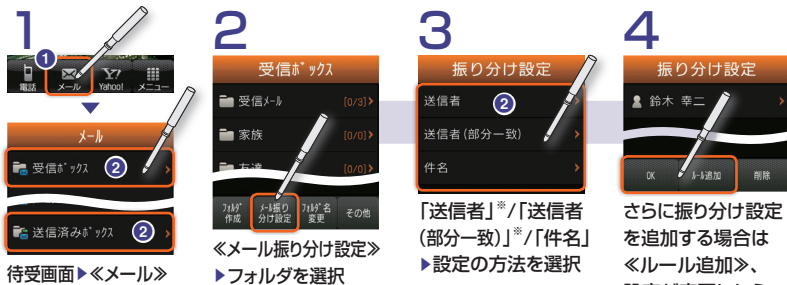 1
1
電話 メール Yahoo! メニュー
メール
受信ボックス 2
送信済みボックス 2
待受画面▶≪メール≫
2
受信ボックス
受信メール [0/3]
家族 [0/0]
友達 [0/0]
フォルダ作成 メール振り分け設定 フォルダ名変更 その他
≪メール振り分け設定≫
▶フォルダを選択
3
振り分け設定
送信者 2
送信者(部分一致)
件名
「送信者」※/「送信者
(部分一致)」※/「件名」
▶設定の方法を選択
4
振り分け設定
鈴木 幸二
OK ルール追加 削除
さらに振り分け設定
を追加する場合は
≪ルール追加≫、